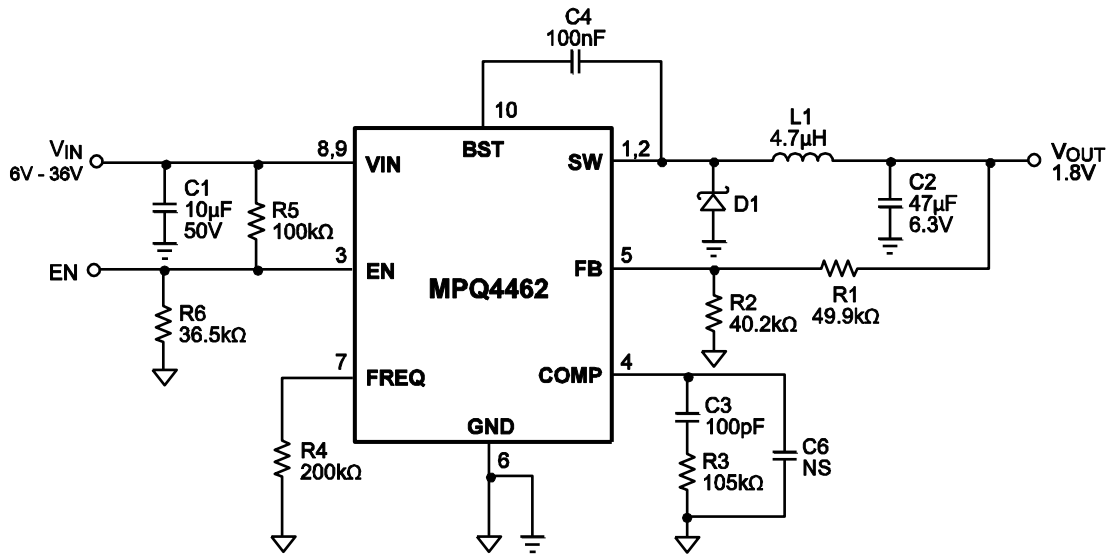 C4
100nF
10
VIN
6V - 36V
8,9
VIN
BST
SW
1,2
L1
4.7µH
VOUT
1.8V
C1
10µF
50V
R5
100kΩ
D1
C2
47µF
6.3V
EN
3
EN
MPQ4462
FB
5
R6
36.5kΩ
R2
40.2kΩ
R1
49.9kΩ
7
FREQ
COMP
4
GND
6
R4
200kΩ
C3
100pF
R3
105kΩ
C6
NS